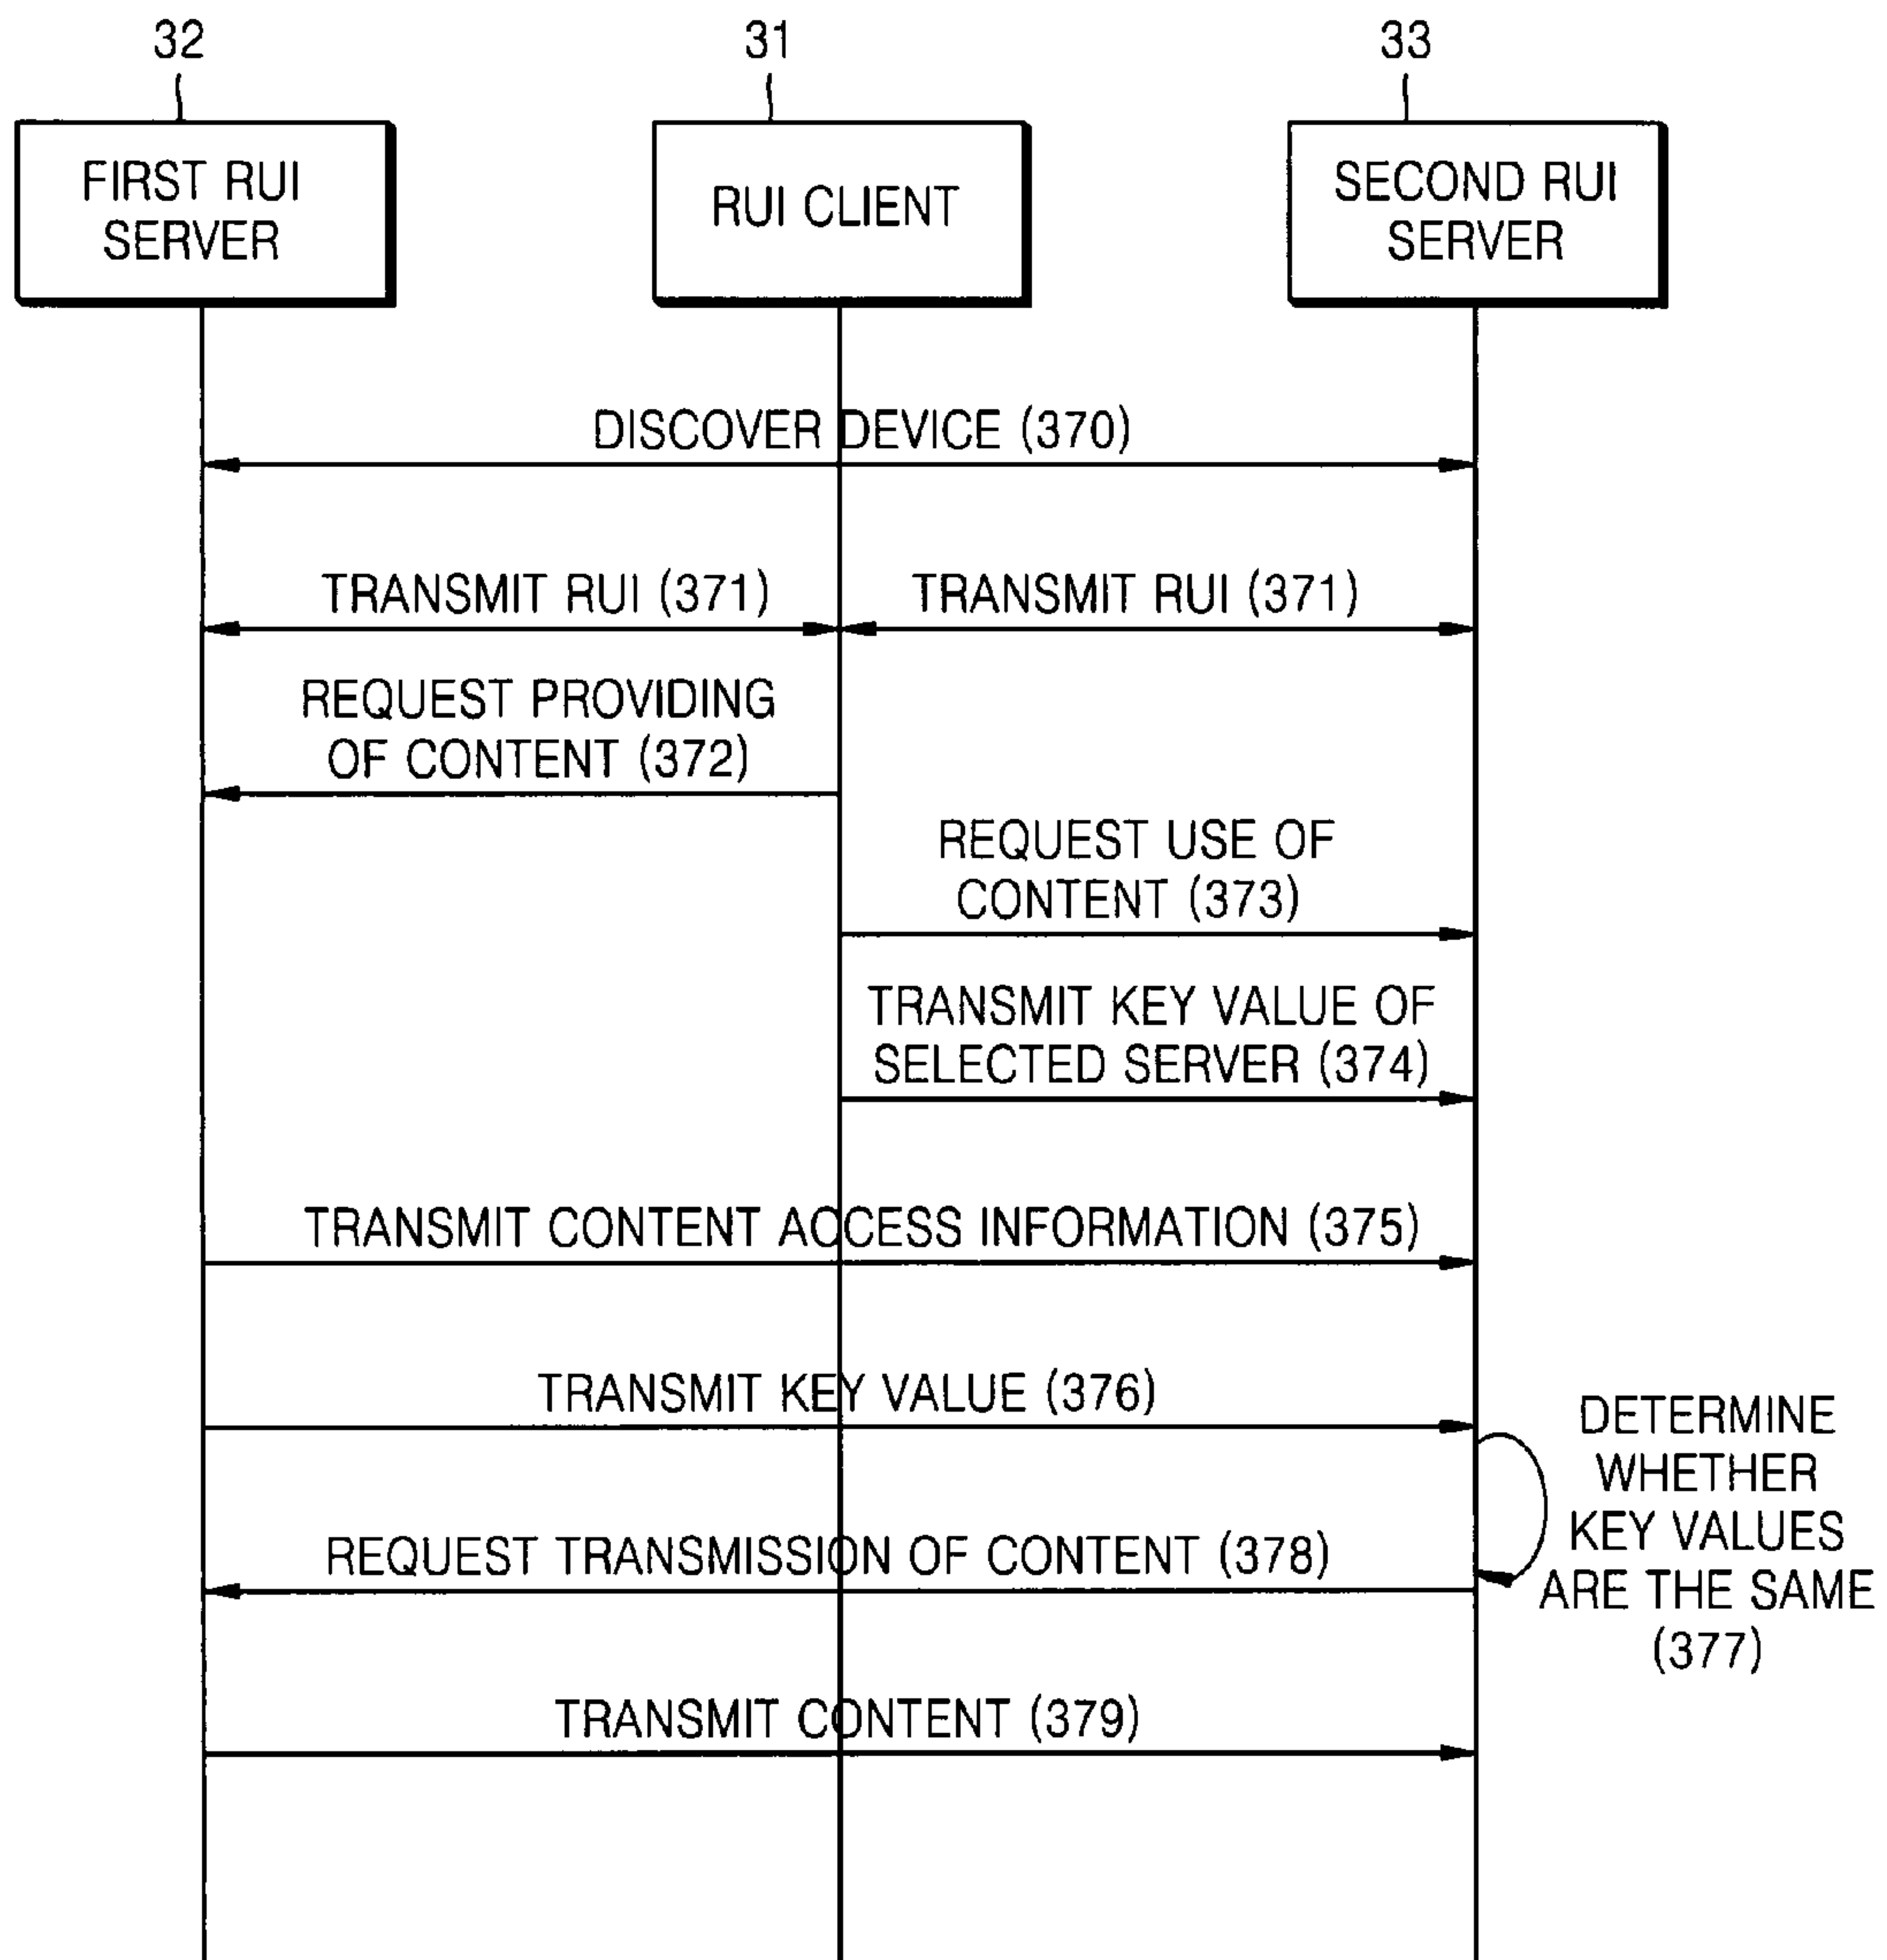 32
31
33
FIRST RUI
SERVER
RUI CLIENT
SECOND RUI
SERVER
DISCOVER DEVICE (370)
TRANSMIT RUI (371)
TRANSMIT RUI (371)
REQUEST PROVIDING
OF CONTENT (372)
REQUEST USE OF
CONTENT (373)
TRANSMIT KEY VALUE OF
SELECTED SERVER (374)
TRANSMIT CONTENT ACCESS INFORMATION (375)
TRANSMIT KEY VALUE (376)
DETERMINE
WHETHER
KEY VALUES
ARE THE SAME
(377)
REQUEST TRANSMISSION OF CONTENT (378)
TRANSMIT CONTENT (379)